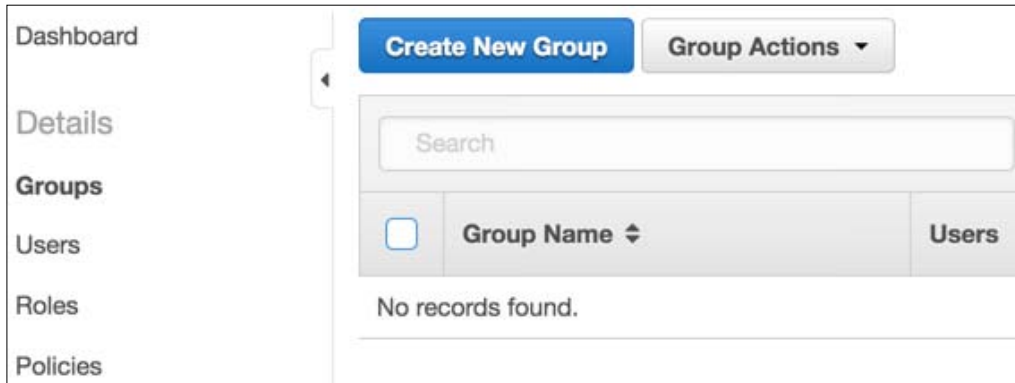 Dashboard
Details
Groups
Users
Roles
Policies
Create New Group
Group Actions
Search
Group Name
Users
No records found.